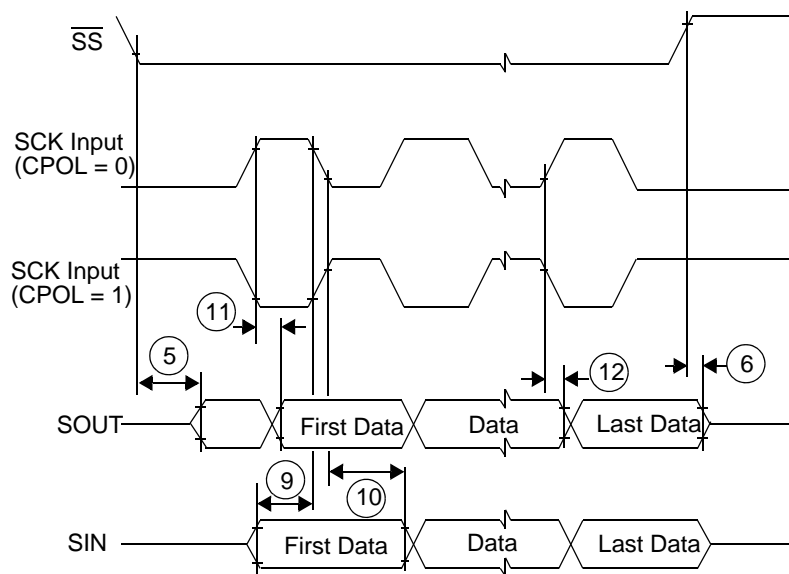 S̅S̅
SCK Input
(CPOL = 0)
SCK Input
(CPOL = 1)
11
5
12
6
SOUT
First Data
Data
Last Data
9
10
SIN
First Data
Data
Last Data